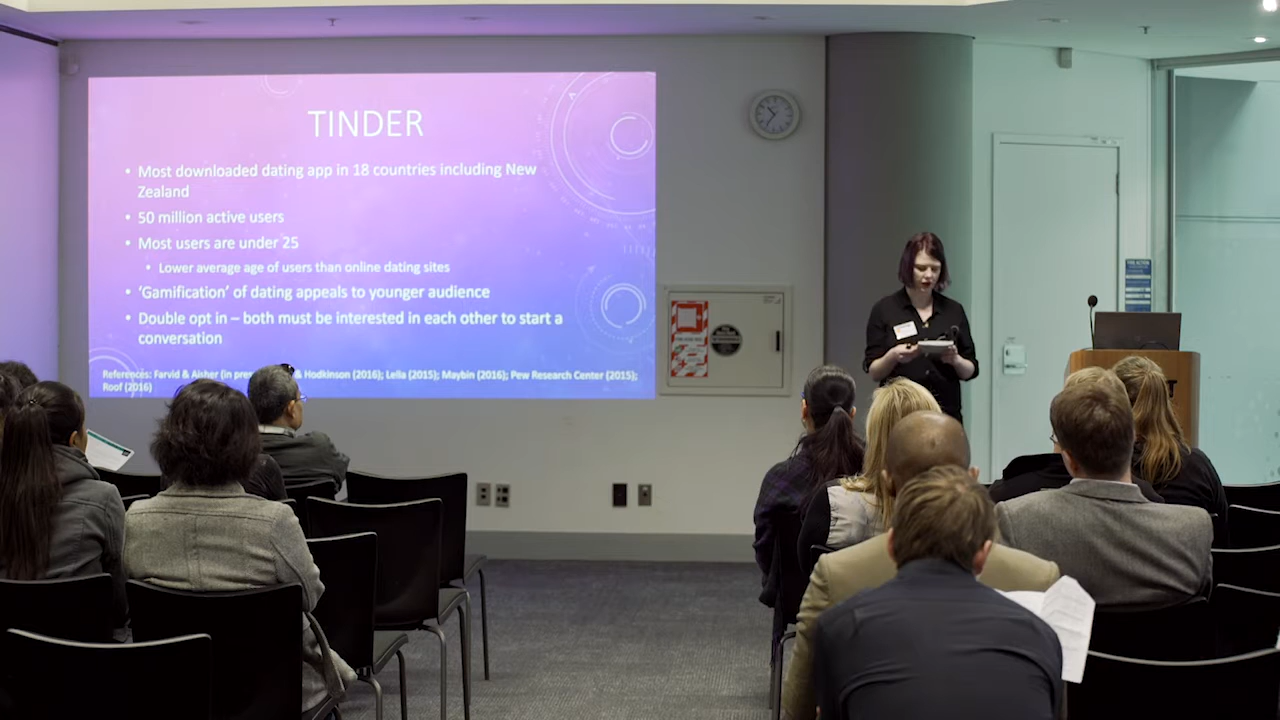 TINDER
• Most downloaded dating app in 18 countries including New
Zealand
• 50 million active users
• Most users are under 25
• Lower average age of users than online dating sites
• 'Gamification' of dating appeals to younger audience
• Double opt in – both must be interested in each other to start a
conversation
References: Farvid & Aisher (in pres & Hodkinson (2016); Lella (2015); Maybin (2016); Pew Research Center (2015);
Roof (2016)
FIRE ACTION